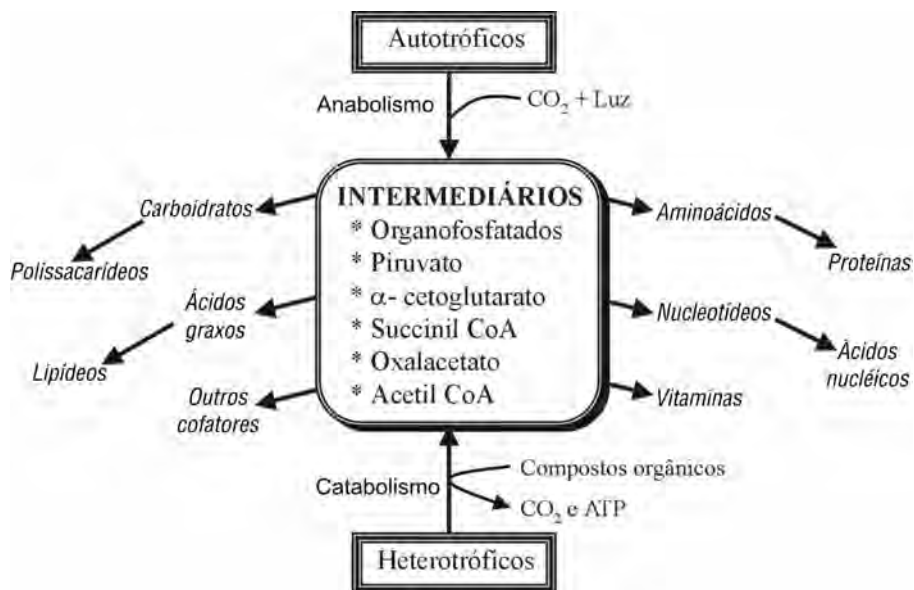 Autotróficos
Anabolismo
CO₂ + Luz
INTERMEDIÁRIOS
* Organofosfatados
* Piruvato
* α- cetoglutarato
* Succinil CoA
* Oxalacetato
* Acetil CoA
Carboidratos
Polissacarídeos
Ácidos
graxos
Lipídeos
Outros
cofatores
Aminoácidos
Proteínas
Nucleotídeos
Ácidos
nucléicos
Vitaminas
Catabolismo
Compostos orgânicos
CO₂ e ATP
Heterotróficos